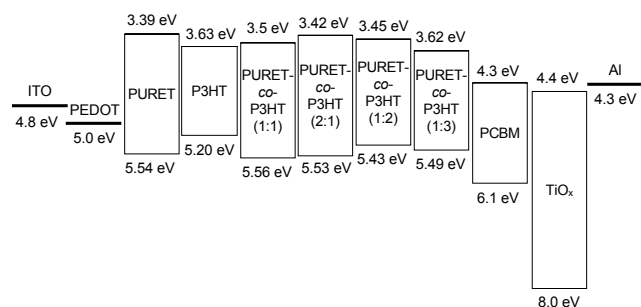 ITO
4.8 eV
PEDOT
5.0 eV
3.39 eV
PURET
5.54 eV
3.63 eV
P3HT
5.20 eV
3.5 eV
PURET-
co-
P3HT
(1:1)
5.56 eV
3.42 eV
PURET-
co-
P3HT
(2:1)
5.53 eV
3.45 eV
PURET-
co-
P3HT
(1:2)
5.43 eV
3.62 eV
PURET-
co-
P3HT
(1:3)
5.49 eV
4.3 eV
PCBM
6.1 eV
4.4 eV
TiOₓ
8.0 eV
Al
4.3 eV